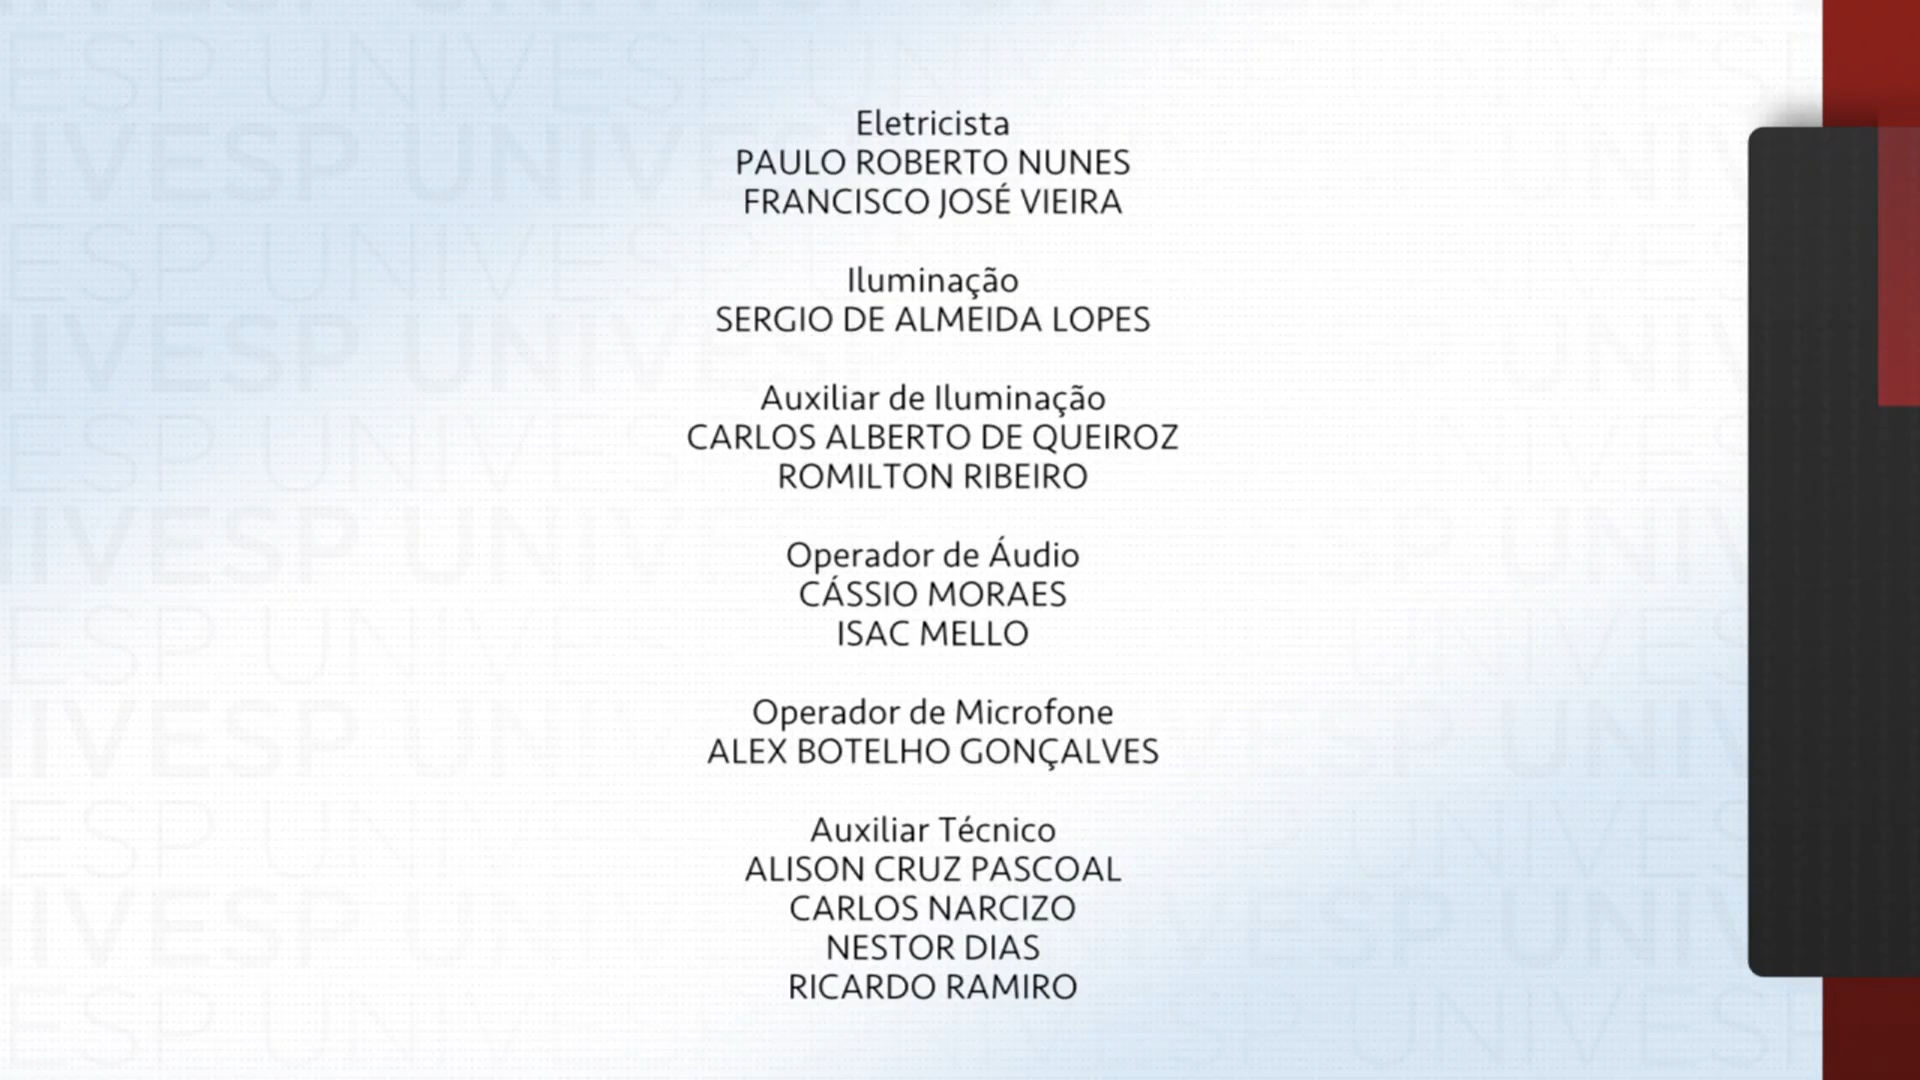 Eletricista
PAULO ROBERTO NUNES
FRANCISCO JOSÉ VIEIRA
Iluminação
SERGIO DE ALMEIDA LOPES
Auxiliar de Iluminação
CARLOS ALBERTO DE QUEIROZ
ROMILTON RIBEIRO
Operador de Áudio
CÁSSIO MORAES
ISAC MELLO
Operador de Microfone
ALEX BOTELHO GONÇALVES
Auxiliar Técnico
ALISON CRUZ PASCOAL
CARLOS NARCIZO
NESTOR DIAS
RICARDO RAMIRO